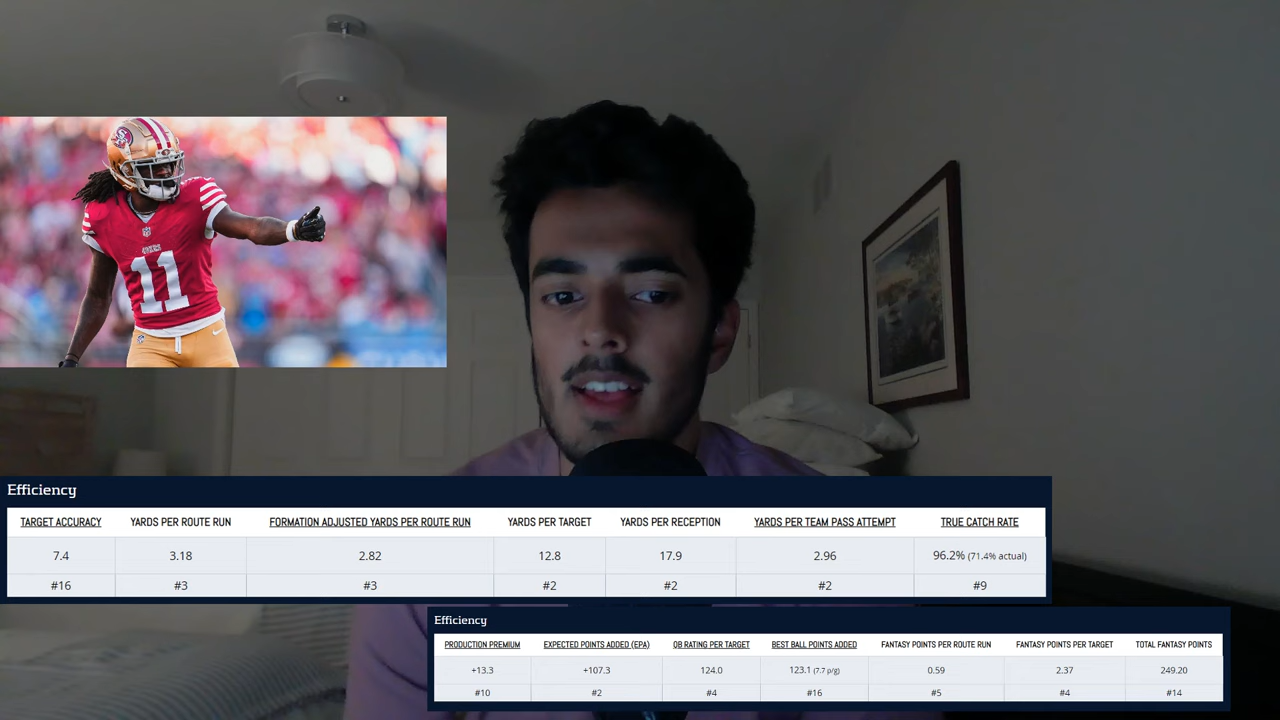 49ERS
11
Efficiency
TARGET ACCURACY YARDS PER ROUTE RUN FORMATION ADJUSTED YARDS PER ROUTE RUN YARDS PER TARGET YARDS PER RECEPTION YARDS PER TEAM PASS ATTEMPT TRUE CATCH RATE
7.4 3.18 2.82 12.8 17.9 2.96 96.2% (71.4% actual)
#16 #3 #3 #2 #2 #2 #9
Efficiency
PRODUCTION PREMIUM EXPECTED POINTS ADDED (EPA) QB RATING PER TARGET BEST BALL POINTS ADDED FANTASY POINTS PER ROUTE RUN FANTASY POINTS PER TARGET TOTAL FANTASY POINTS
+13.3 +107.3 124.0 123.1 (7.7 p/g) 0.59 2.37 249.20
#10 #2 #4 #16 #5 #4 #14